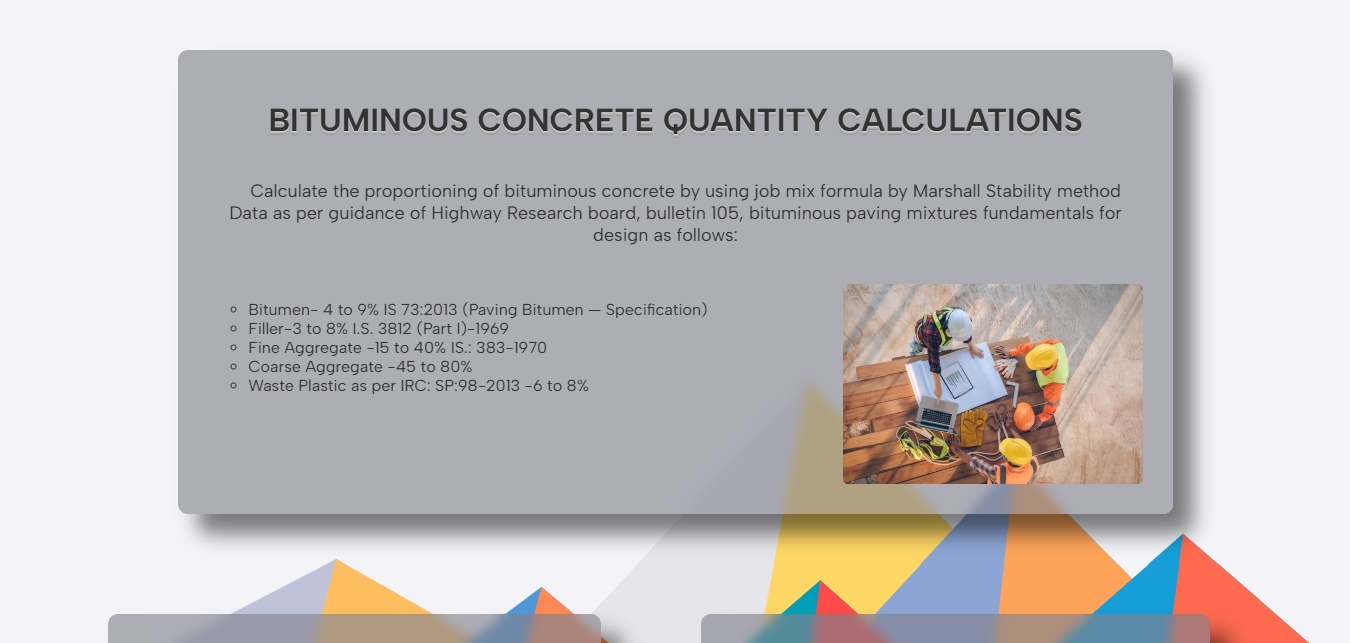 BITUMINOUS CONCRETE QUANTITY CALCULATIONS
Calculate the proportioning of bituminous concrete by using job mix formula by Marshall Stability method
Data as per guidance of Highway Research board, bulletin 105, bituminous paving mixtures fundamentals for
design as follows:
Bitumen- 4 to 9% IS 73:2013 (Paving Bitumen — Specification)
Filler-3 to 8% I.S. 3812 (Part I)-1969
Fine Aggregate -15 to 40% IS.: 383-1970
Coarse Aggregate -45 to 80%
Waste Plastic as per IRC: SP:98-2013 -6 to 8%